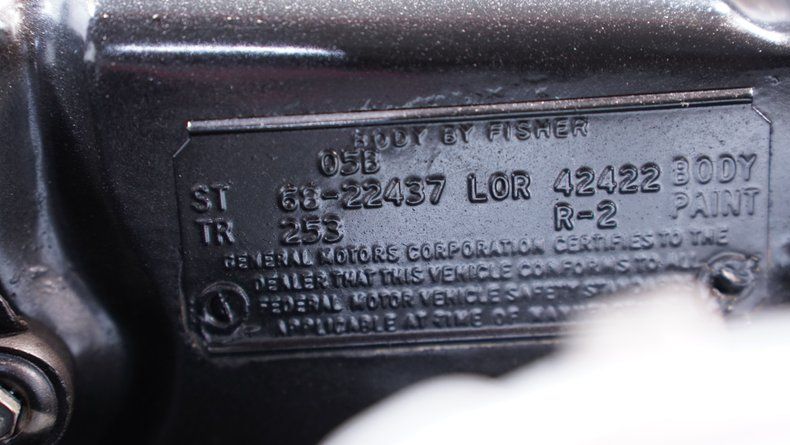 BODY BY FISHER
05B
ST 68-22437 LOR 42422 BODY
TR 253 R-2 PAINT
GENERAL MOTORS CORPORATION CERTIFIES TO THE
DEALER THAT THIS VEHICLE CONFORMS TO ALL
FEDERAL MOTOR VEHICLE SAFETY
APPLICABLE AT TIME OF